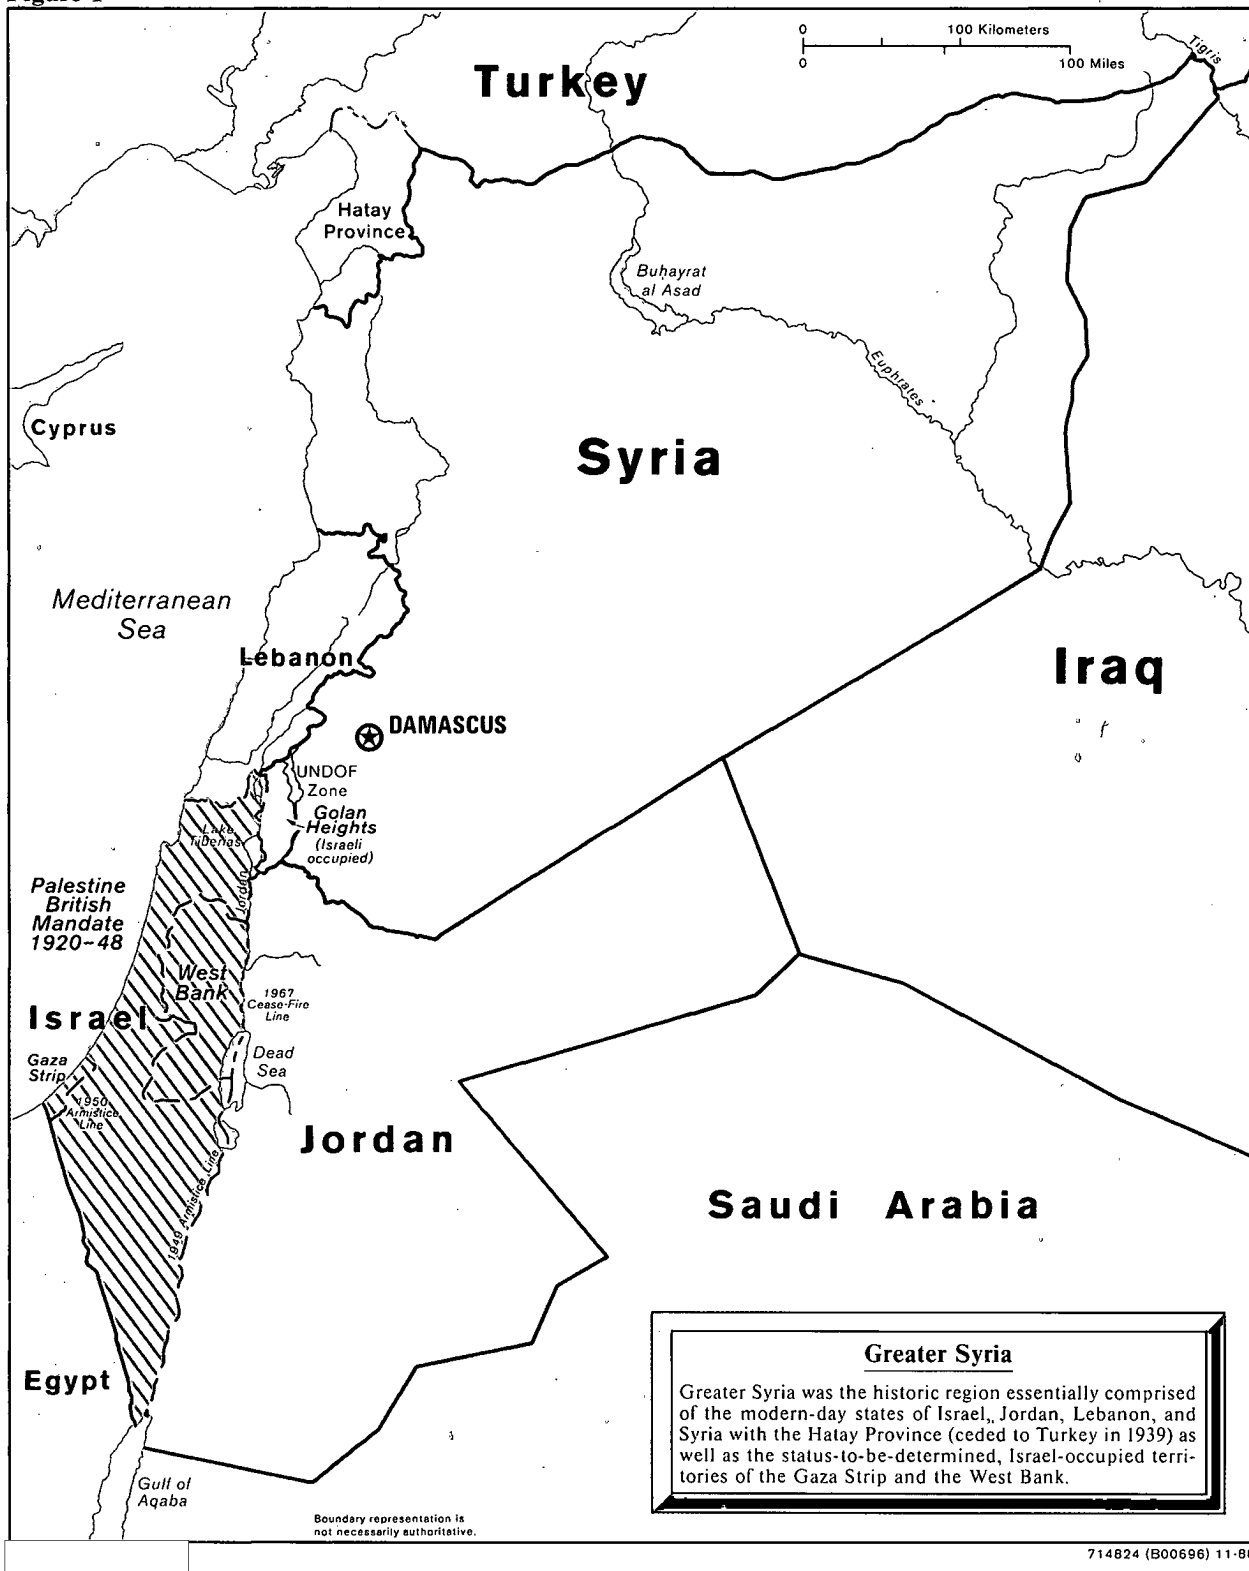 Figure 1
0 100 Kilometers
0 100 Miles
Tigris
Turkey
Hatay
Province
Buḥayrat
al Asad
Euphrates
Cyprus
Syria
Mediterranean
Sea
Lebanon
Iraq
DAMASCUS
UNDOF
Zone
Golan
Heights
(Israeli
occupied)
Lake
Tiberias
Jordan
Palestine
British
Mandate
1920-48
West
Bank
1967
Cease-Fire
Line
Israel
Gaza
Strip
Dead
Sea
1950
Armistice
Line
Jordan
1949 Armistice Line
Saudi Arabia
Egypt
Gulf of
Aqaba
Greater Syria
Greater Syria was the historic region essentially comprised
of the modern-day states of Israel,, Jordan, Lebanon, and
Syria with the Hatay Province (ceded to Turkey in 1939) as
well as the status-to-be-determined, Israel-occupied terri-
tories of the Gaza Strip and the West Bank.
Boundary representation is
not necessarily authoritative.
714824 (B00696) 11-8